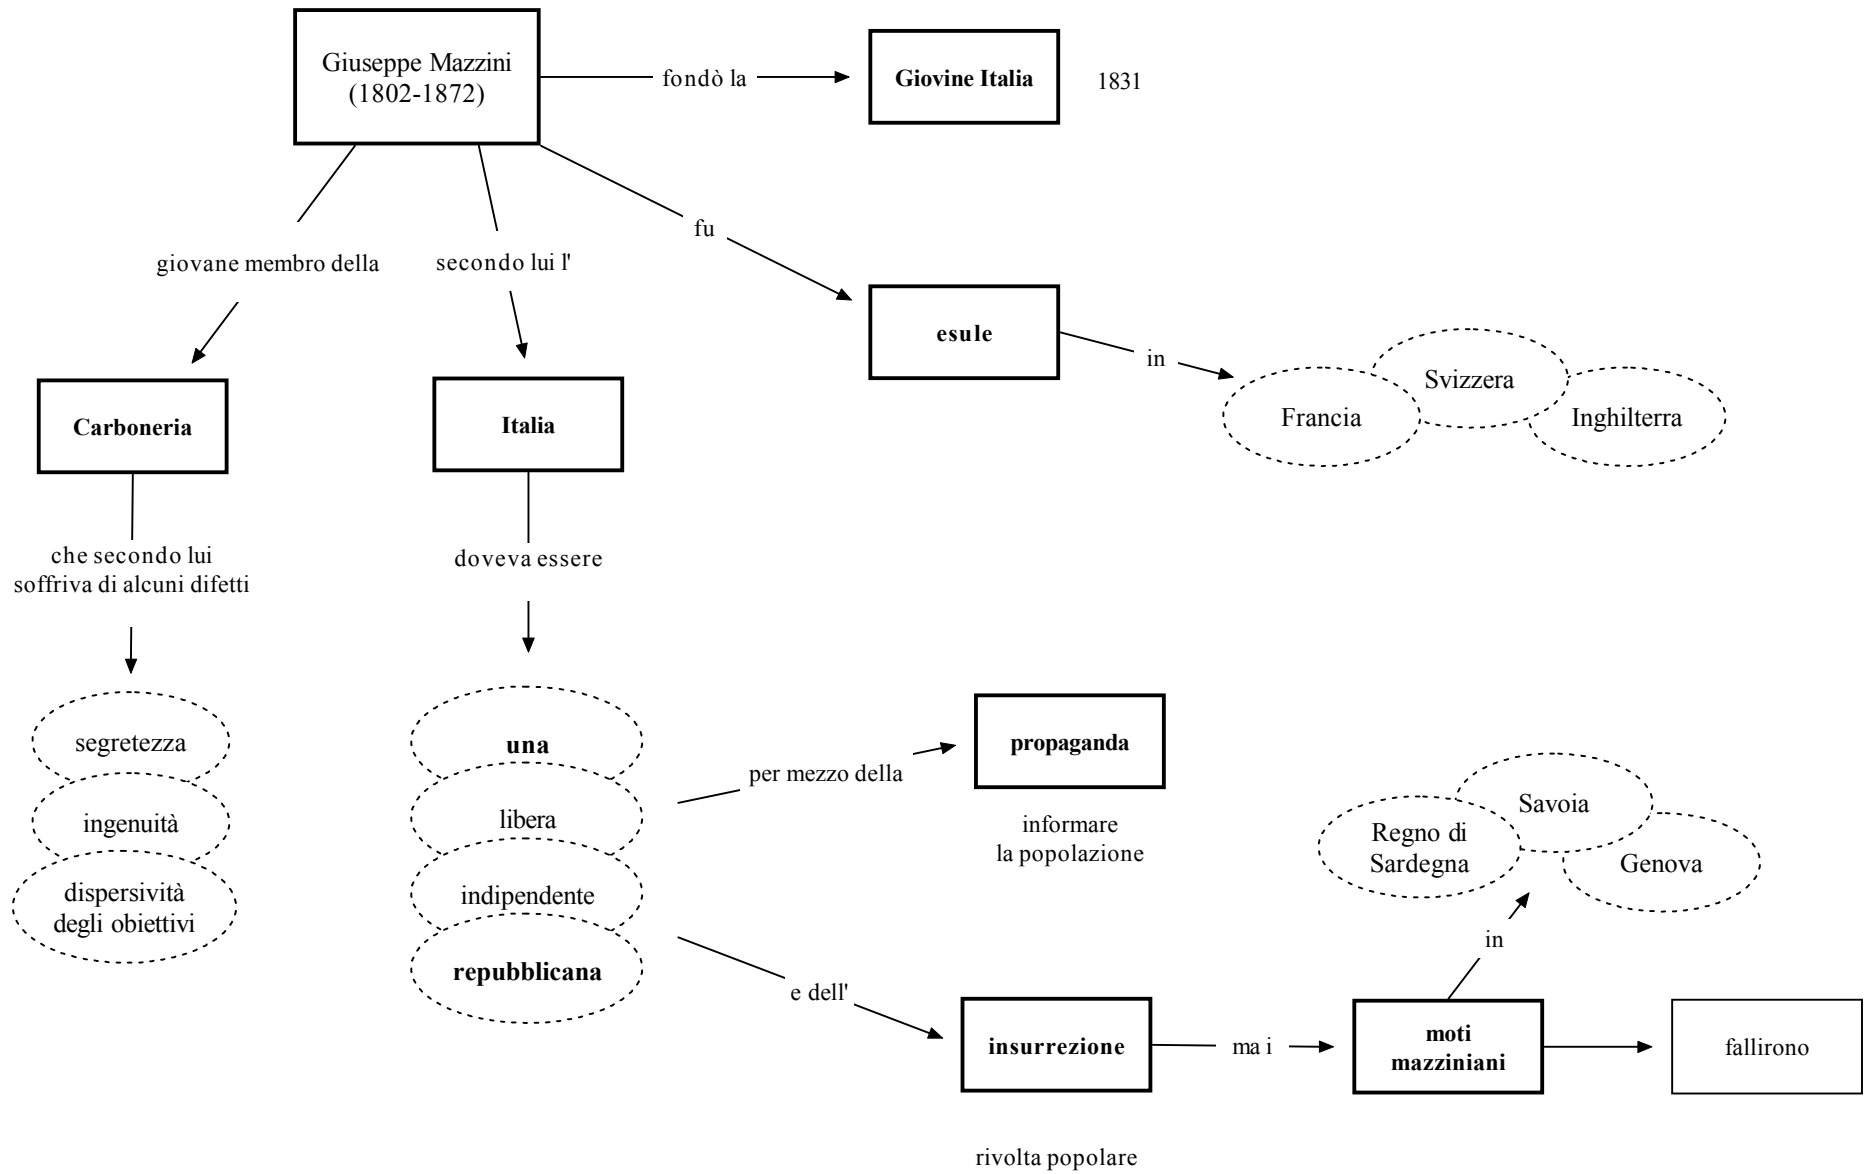 Giuseppe Mazzini
(1802-1872)
fondò la
Giovine Italia
1831
fu
giovane membro della
secondo lui l'
esule
in
Svizzera
Francia
Inghilterra
Carboneria
Italia
che secondo lui
soffriva di alcuni difetti
doveva essere
segretezza
ingenuità
dispersività
degli obiettivi
una
libera
indipendente
repubblicana
per mezzo della
propaganda
informare
la popolazione
e dell'
insurrezione
rivolta popolare
ma i
moti
mazziniani
in
Savoia
Regno di
Sardegna
Genova
fallirono